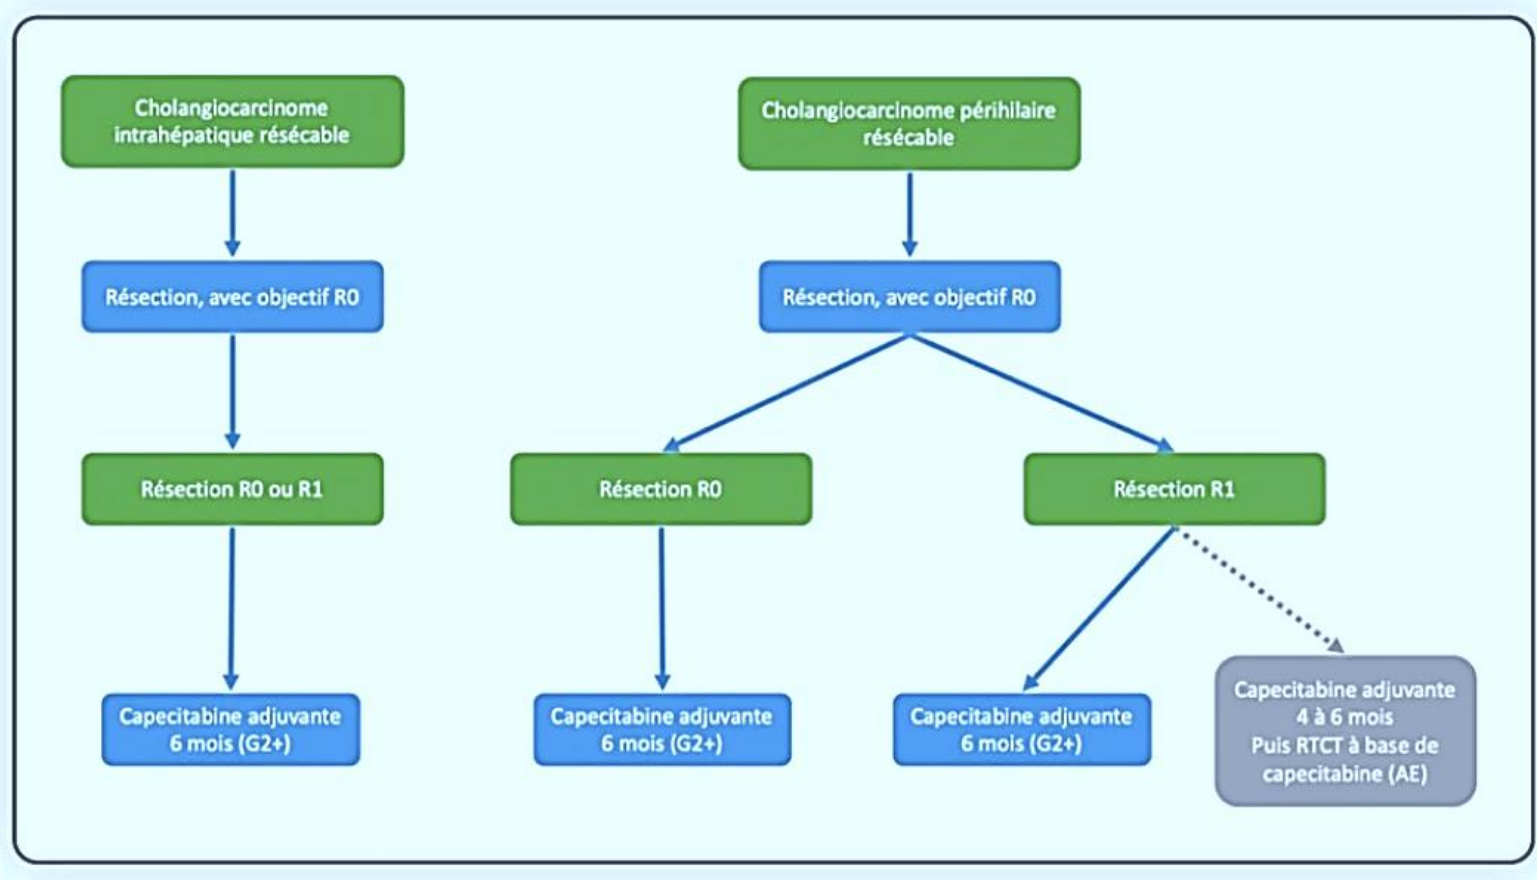 Cholangiocarcinome
intrahépatique résécable
Résection, avec objectif R0
Résection R0 ou R1
Capecitabine adjuvante
6 mois (G2+)
Cholangiocarcinome périhilaire
résécable
Résection, avec objectif R0
Résection R0
Capecitabine adjuvante
6 mois (G2+)
Résection R1
Capecitabine adjuvante
6 mois (G2+)
Capecitabine adjuvante
4 à 6 mois
Puis RTCT à base de
capecitabine (AE)